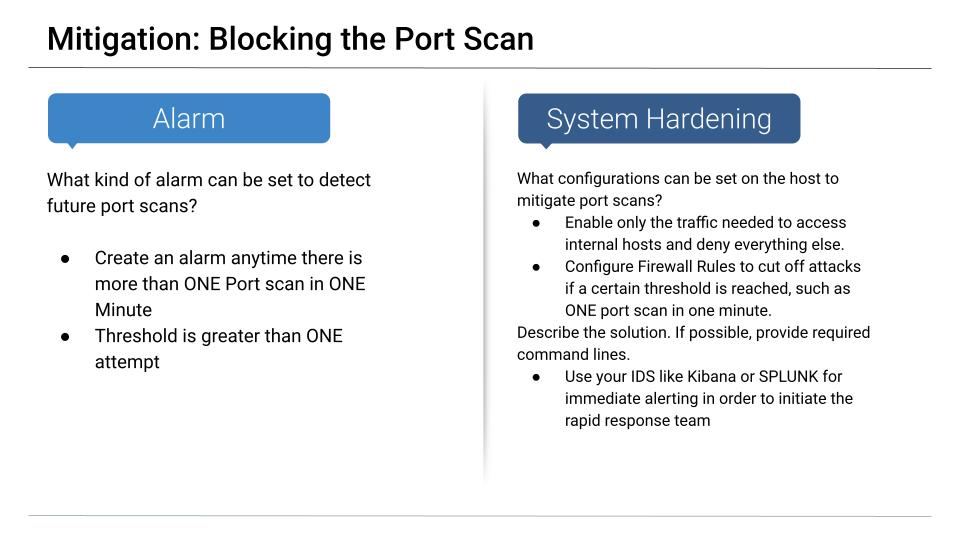 Mitigation: Blocking the Port Scan
Alarm
What kind of alarm can be set to detect
future port scans?
● Create an alarm anytime there is
more than ONE Port scan in ONE
Minute
● Threshold is greater than ONE
attempt
System Hardening
What configurations can be set on the host to
mitigate port scans?
● Enable only the traffic needed to access
internal hosts and deny everything else.
● Configure Firewall Rules to cut off attacks
if a certain threshold is reached, such as
ONE port scan in one minute.
Describe the solution. If possible, provide required
command lines.
● Use your IDS like Kibana or SPLUNK for
immediate alerting in order to initiate the
rapid response team